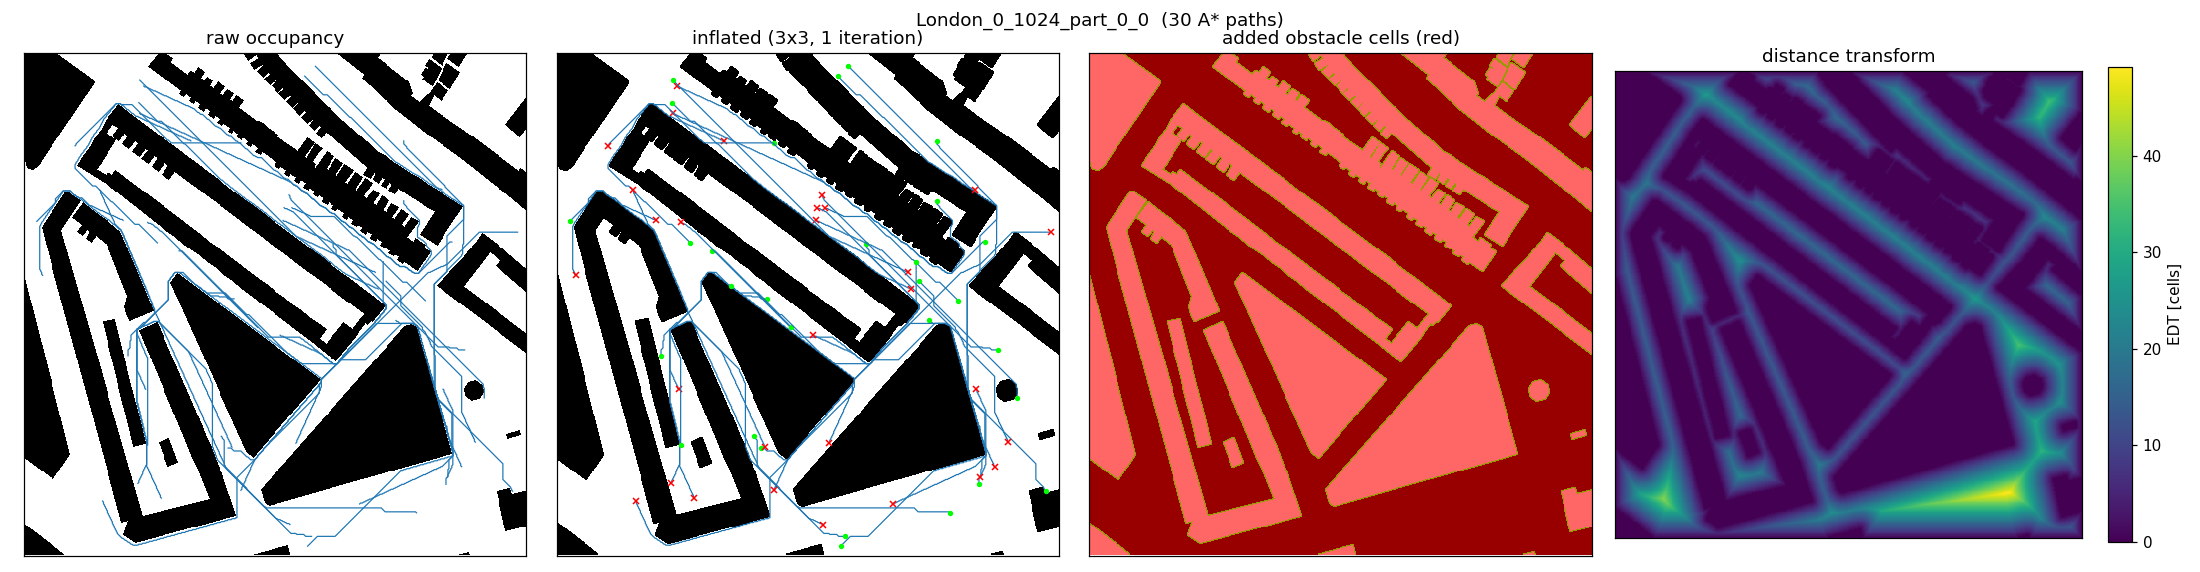 London_0_1024_part_0_0  (30 A* paths)
raw occupancy
inflated (3x3, 1 iteration)
added obstacle cells (red)
distance transform
40
30
20
10
0
EDT [cells]